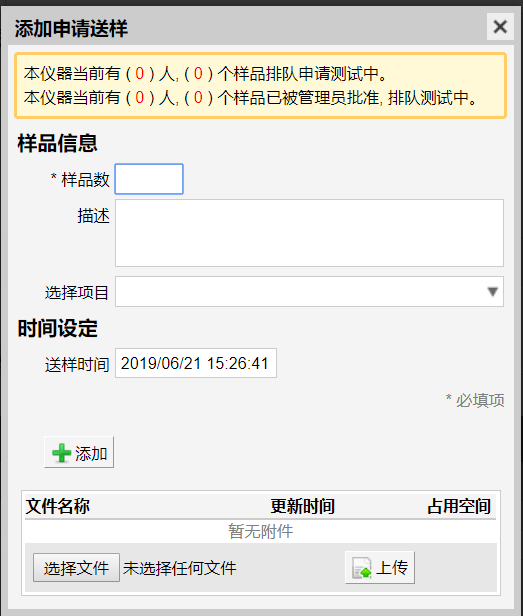 添加申请送样
本仪器当前有 ( 0 ) 人, ( 0 ) 个样品排队申请测试中。
本仪器当前有 ( 0 ) 人, ( 0 ) 个样品已被管理员批准, 排队测试中。
样品信息
* 样品数
描述
选择项目
时间设定
送样时间 2019/06/21 15:26:41
* 必填项
添加
文件名称 更新时间 占用空间
暂无附件
选择文件 未选择任何文件 上传